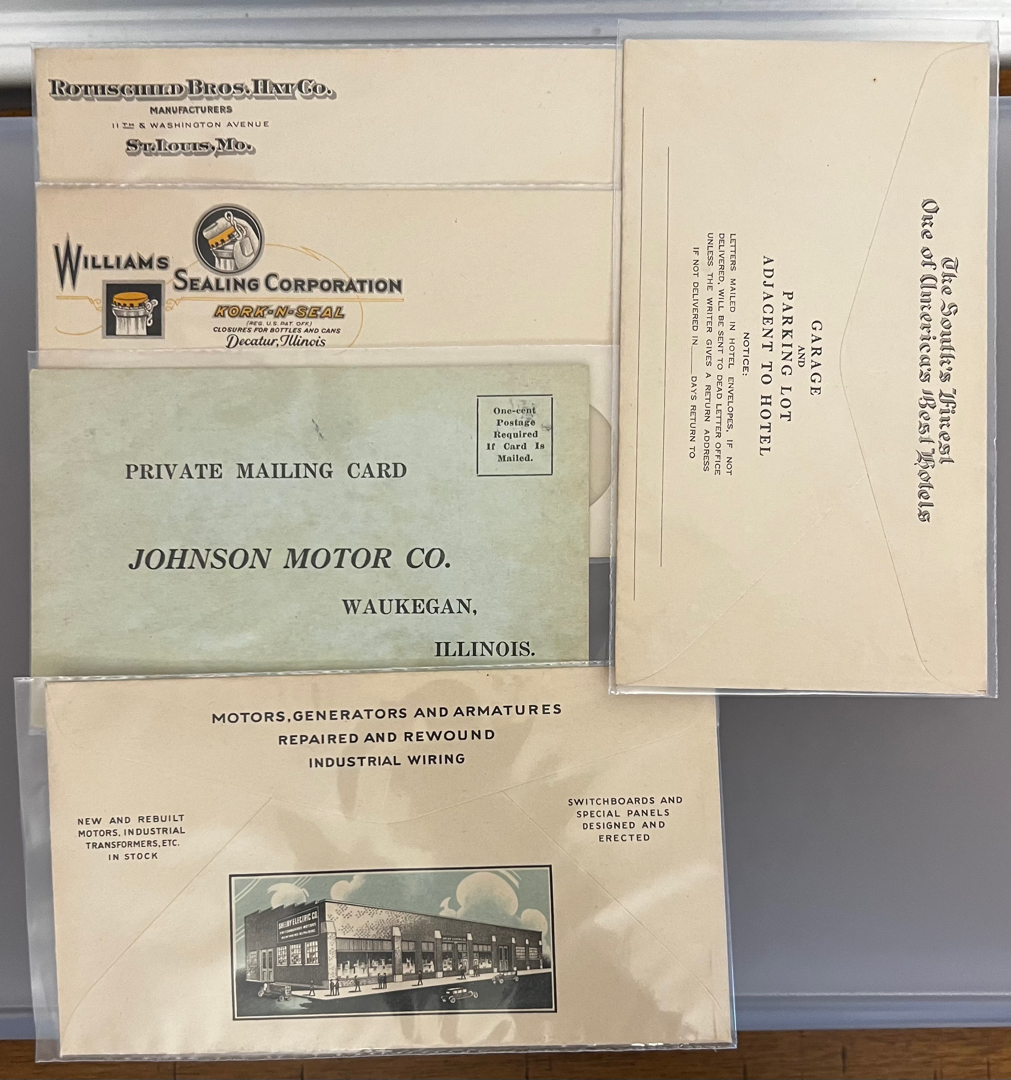 ROTHSCHILD BROS. HAT CO.
MANUFACTURERS
11TH & WASHINGTON AVENUE
ST. LOUIS, MO.
WILLIAMS
SEALING CORPORATION
KORK-N-SEAL
(REG. U.S. PAT. OFF.)
CLOSURES FOR BOTTLES AND CANS
Decatur, Illinois
One-cent
Postage
Required
If Card Is
Mailed.
PRIVATE MAILING CARD
JOHNSON MOTOR CO.
WAUKEGAN,
ILLINOIS.
The South's Finest
One of America's Best Hotels
GARAGE
AND
PARKING LOT
ADJACENT TO HOTEL
NOTICE:
LETTERS MAILED IN HOTEL ENVELOPES, IF NOT
DELIVERED, WILL BE SENT TO DEAD LETTER OFFICE
UNLESS THE WRITER GIVES A RETURN ADDRESS
IF NOT DELIVERED IN DAYS RETURN TO
MOTORS, GENERATORS AND ARMATURES
REPAIRED AND REWOUND
INDUSTRIAL WIRING
NEW AND REBUILT
MOTORS, INDUSTRIAL
TRANSFORMERS, ETC.
IN STOCK
SWITCHBOARDS AND
SPECIAL PANELS
DESIGNED AND
ERECTED
SHELBY ELECTRIC CO.